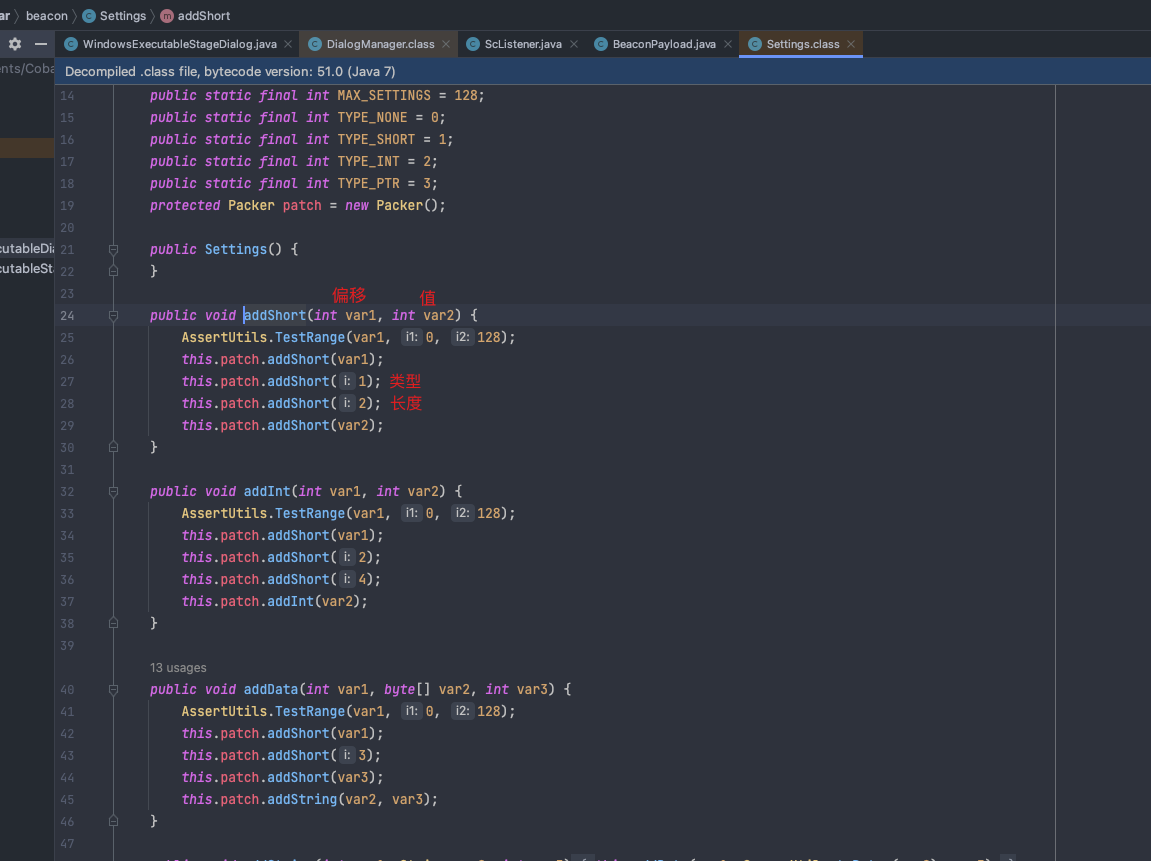 ar 〉 beacon 〉 C Settings 〉 m addShort
WindowsExecutableStageDialog.java × DialogManager.class × ScListener.java × BeaconPayload.java × Settings.class ×
ents/Coba
Decompiled .class file, bytecode version: 51.0 (Java 7)
14 public static final int MAX_SETTINGS = 128;
15 public static final int TYPE_NONE = 0;
16 public static final int TYPE_SHORT = 1;
17 public static final int TYPE_INT = 2;
18 public static final int TYPE_PTR = 3;
19 protected Packer patch = new Packer();
20
cutableDia
21 public Settings() {
cutableSt
22 }
23
偏移 值
24 public void addShort(int var1, int var2) {
25 AssertUtils.TestRange(var1, i1: 0, i2: 128);
26 this.patch.addShort(var1);
27 this.patch.addShort( i: 1); 类型
28 this.patch.addShort( i: 2); 长度
29 this.patch.addShort(var2);
30 }
31
32 public void addInt(int var1, int var2) {
33 AssertUtils.TestRange(var1, i1: 0, i2: 128);
34 this.patch.addShort(var1);
35 this.patch.addShort( i: 2);
36 this.patch.addShort( i: 4);
37 this.patch.addInt(var2);
38 }
39
13 usages
40 public void addData(int var1, byte[] var2, int var3) {
41 AssertUtils.TestRange(var1, i1: 0, i2: 128);
42 this.patch.addShort(var1);
43 this.patch.addShort( i: 3);
44 this.patch.addShort(var3);
45 this.patch.addString(var2, var3);
46 }
47